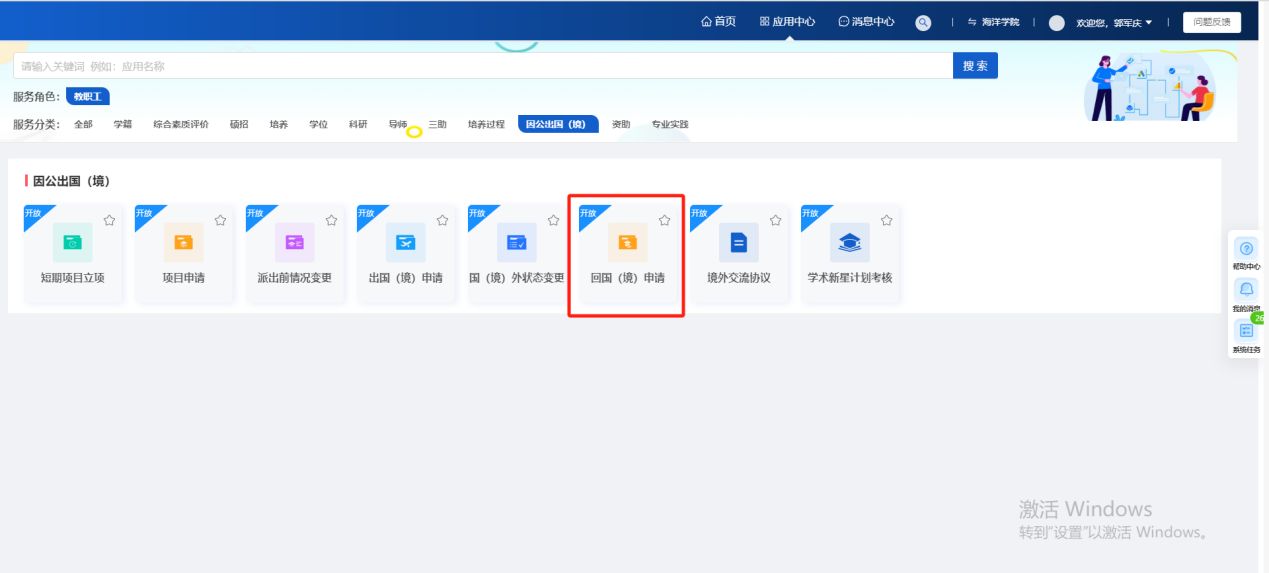 首页 应用中心 消息中心 海洋学院 欢迎您，郭军庆 问题反馈
请输入关键词 例如：应用名称 搜 索
服务角色： 教职工
服务分类： 全部 学籍 综合素质评价 硕招 培养 学位 科研 导师 三助 培养过程 因公出国（境） 资助 专业实践
因公出国（境）
开放 开放 开放 开放 开放 开放 开放 开放
短期项目立项 项目申请 派出前情况变更 出国（境）申请 国（境）外状态变更 回国（境）申请 境外交流协议 学术新星计划考核
帮助中心
我的消息
26
系统任务
激活 Windows
转到"设置"以激活 Windows。